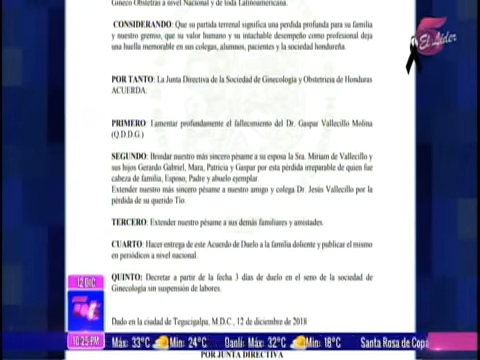 Gineco Obstetras a nivel Nacional y de toda Latinoamericana.
CONSIDERANDO: Que su partida terrenal significa una perdida profunda para su familia
y nuestro gremio, que su valor humano y su intachable desempeño como profesional deja
una huella memorable en sus colegas, alumnos, pacientes y la sociedad hondureña.
El Líder
POR TANTO: La Junta Directiva de la Sociedad de Ginecología y Obstetricia de Honduras
ACUERDA:
PRIMERO: Lamentar profundamente el fallecimiento del Dr. Gaspar Vallecillo Molina
(Q.D.D.G.)
SEGUNDO: Brindar nuestro más sincero pésame a su esposa la Sra. Miriam de Vallecillo y
sus hijos Gerardo Gabriel, Mara, Patricia y Gaspar por esta pérdida irreparable de quien fue
cabeza de familia, Esposo, Padre y abuelo ejemplar.
Extender nuestro más sincero pésame a nuestro amigo y colega Dr. Jesús Vallecillo por la
pérdida de su querido Tío.
TERCERO: Extender nuestro pésame a sus demás familiares y amistades.
CUARTO: Hacer entrega de este Acuerdo de Duelo a la familia doliente y publicar el mismo
en periódicos a nivel nacional.
QUINTO: Decretar a partir de la fecha 3 días de duelo en el seno de la sociedad de
Ginecología sin suspensión de labores.
Dado en la ciudad de Tegucigalpa, M.D.C., 12 de diciembre de 2018
10:25 PM
Máx: 33°C Min: 24°C Danlí: Máx: 32°C Min: 18°C Santa Rosa de Copá
POR JUNTA DIRECTIVA